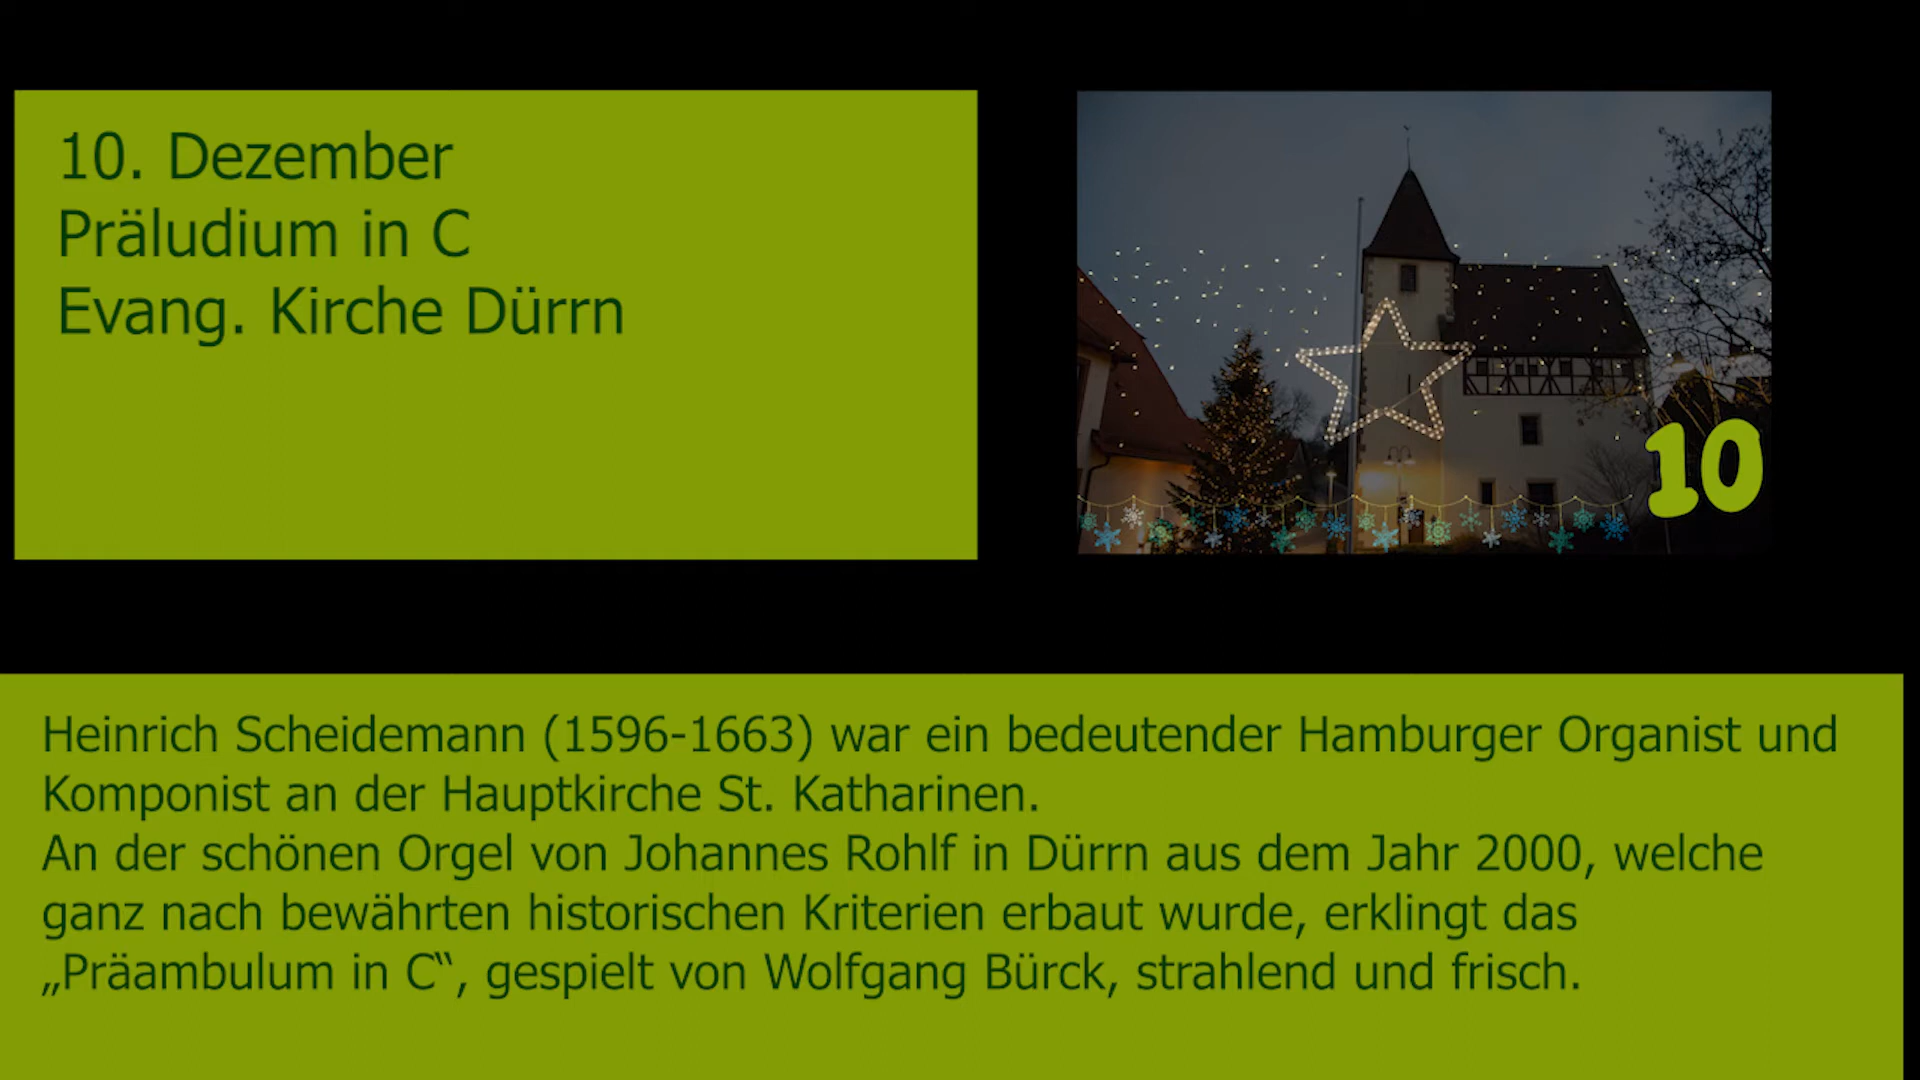 10. Dezember
Präludium in C
Evang. Kirche Dürrn
10
Heinrich Scheidemann (1596-1663) war ein bedeutender Hamburger Organist und
Komponist an der Hauptkirche St. Katharinen.
An der schönen Orgel von Johannes Rohlf in Dürrn aus dem Jahr 2000, welche
ganz nach bewährten historischen Kriterien erbaut wurde, erklingt das
„Präambulum in C“, gespielt von Wolfgang Bürck, strahlend und frisch.